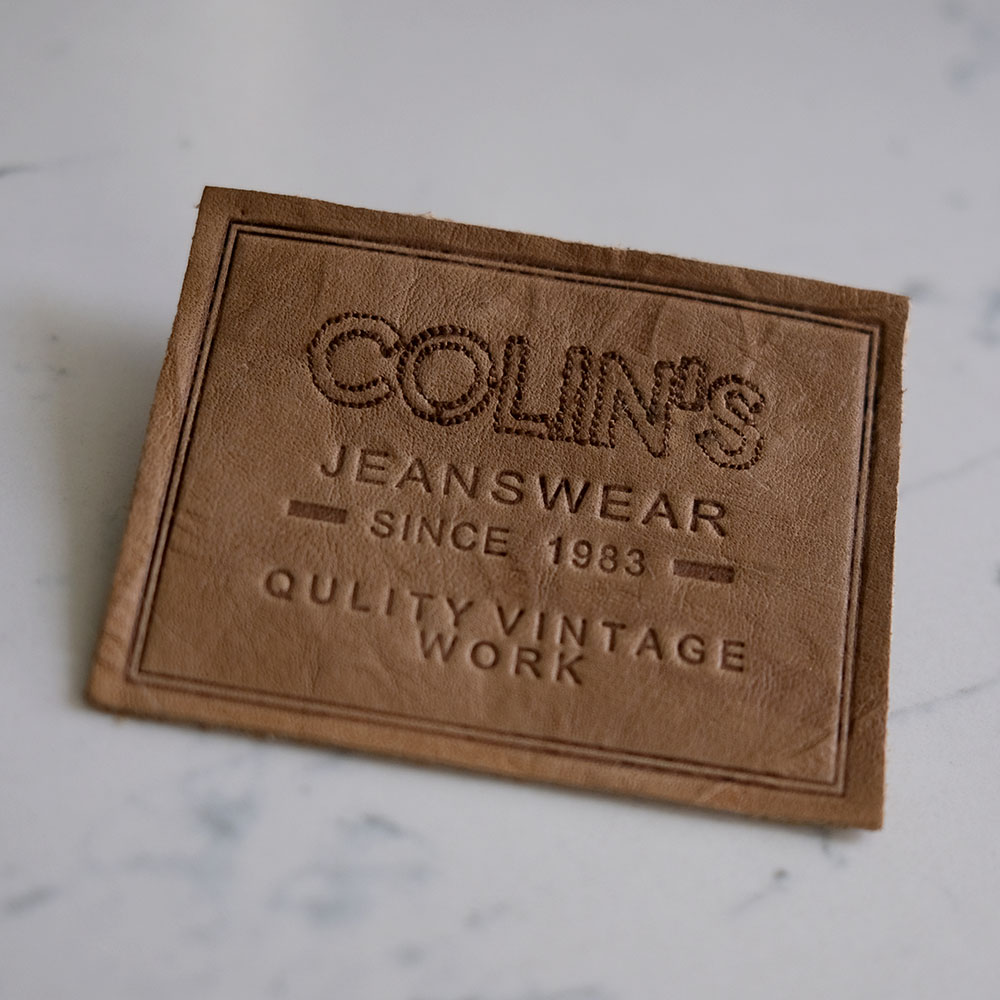 COLIN'S
JEANSWEAR
SINCE 1983
QULITY VINTAGE
WORK